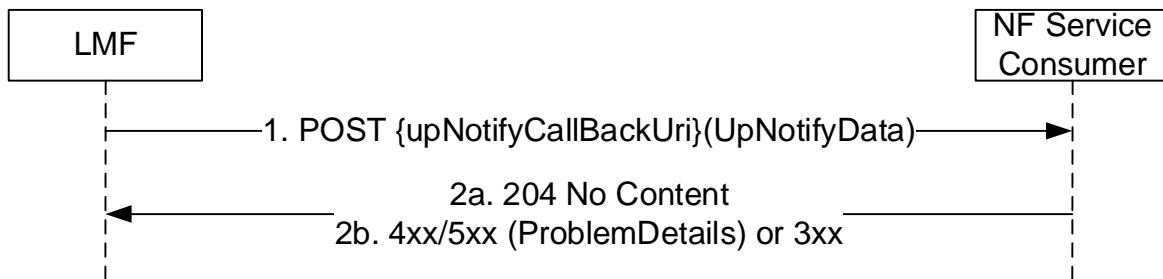 LMF
NF Service
Consumer
1. POST {upNotifyCallBackUri}(UpNotifyData)
2a. 204 No Content
2b. 4xx/5xx (ProblemDetails) or 3xx